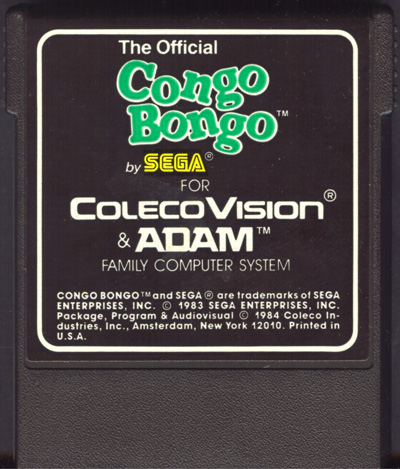 The Official
Congo
Bongo™
by SEGA®
FOR
COLECOVISION®
& ADAM™
FAMILY COMPUTER SYSTEM
CONGO BONGO™ and SEGA ® are trademarks of SEGA
ENTERPRISES, INC. © 1983 SEGA ENTERPRISES, INC.
Package, Program & Audiovisual © 1984 Coleco In-
dustries, Inc., Amsterdam, New York 12010. Printed in
U.S.A.